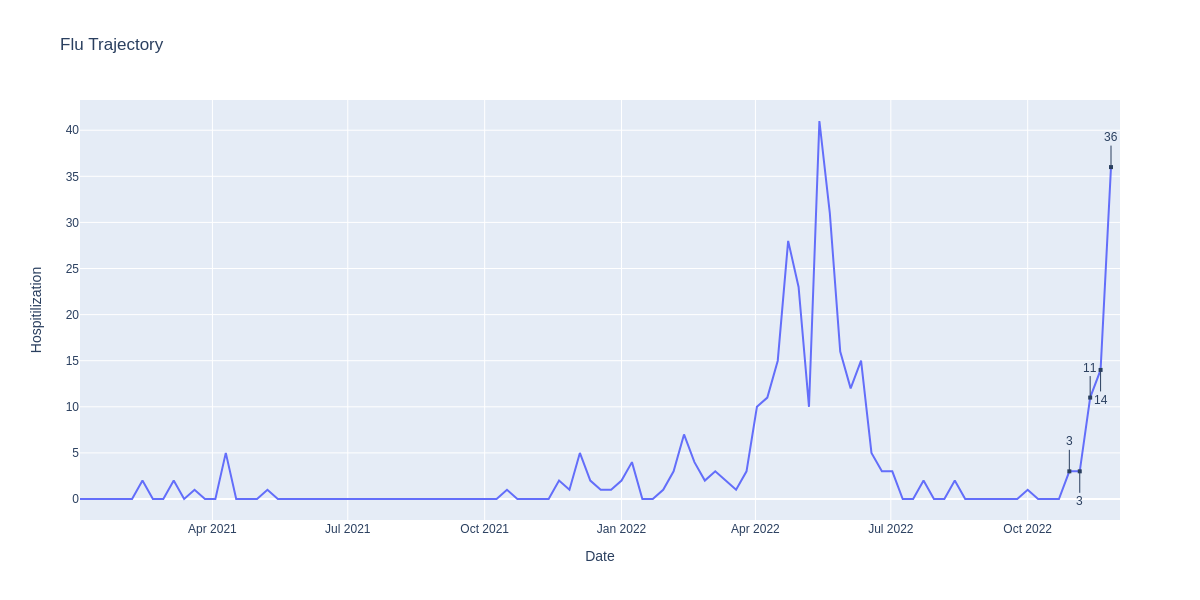 Flu Trajectory
40
35
30
25
20
15
10
5
0
Hospitilization
36
11
14
3
3
Apr 2021
Jul 2021
Oct 2021
Jan 2022
Apr 2022
Jul 2022
Oct 2022
Date